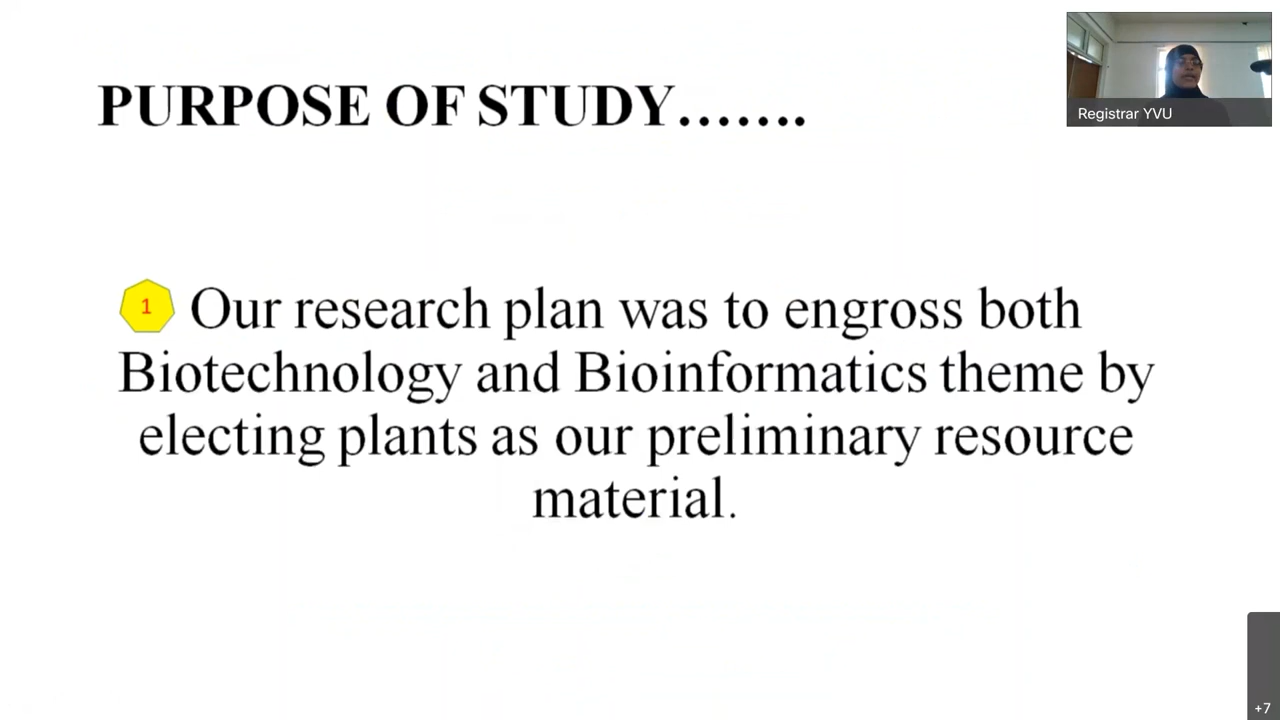 PURPOSE OF STUDY.......
Registrar YVU
1 Our research plan was to engross both
Biotechnology and Bioinformatics theme by
electing plants as our preliminary resource
material.
+7